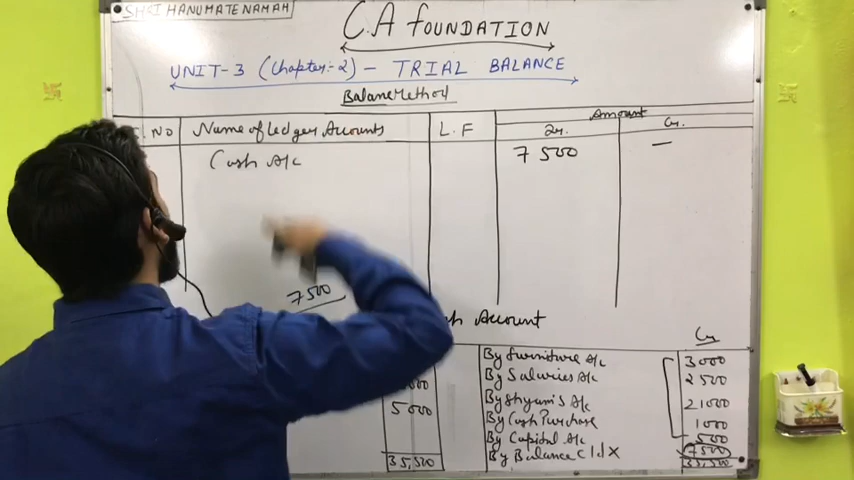 SHRI HANUMATE NAMAH
C.A FOUNDATION
UNIT-3 (Chapter:-2) - TRIAL BALANCE
Balance Method
No Name of Ledger Accounts L.F Amount
Dr. Cr.
Cash A/c 7500 —
7500
Account
Cr
By Furniture A/c 3000
By Salaries A/c 2500
By Shyam's A/c 21000
5000 By Cash Purchase 1000
By Capital A/c 500
By Balance c/d x 7500
35,500 35,500